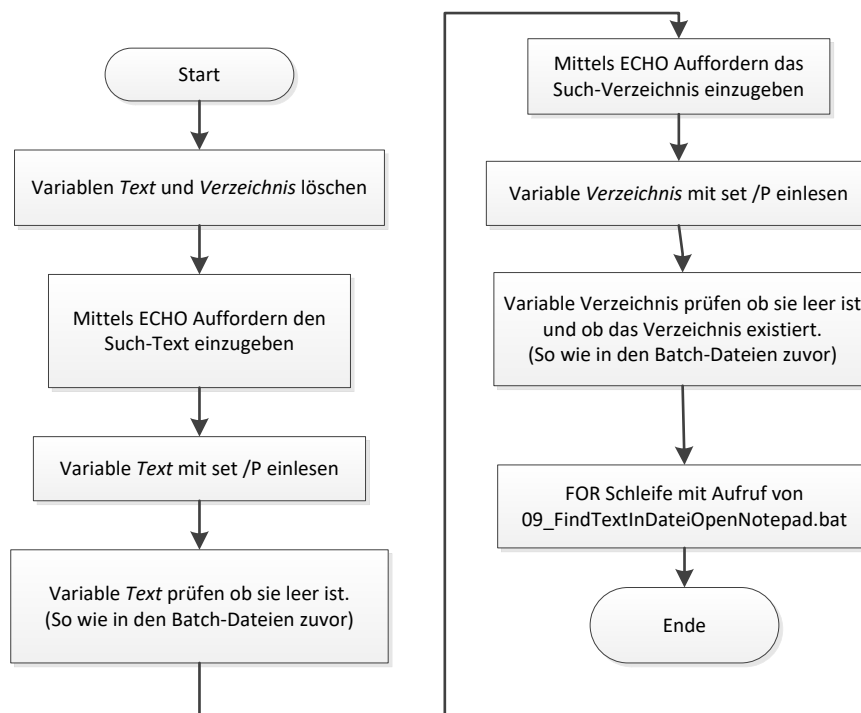 Start
Variablen Text und Verzeichnis löschen
Mittels ECHO Auffordern den
Such-Text einzugeben
Variable Text mit set /P einlesen
Variable Text prüfen ob sie leer ist.
(So wie in den Batch-Dateien zuvor)
Mittels ECHO Auffordern das
Such-Verzeichnis einzugeben
Variable Verzeichnis mit set /P einlesen
Variable Verzeichnis prüfen ob sie leer ist
und ob das Verzeichnis existiert.
(So wie in den Batch-Dateien zuvor)
FOR Schleife mit Aufruf von
09_FindTextInDateiOpenNotepad.bat
Ende